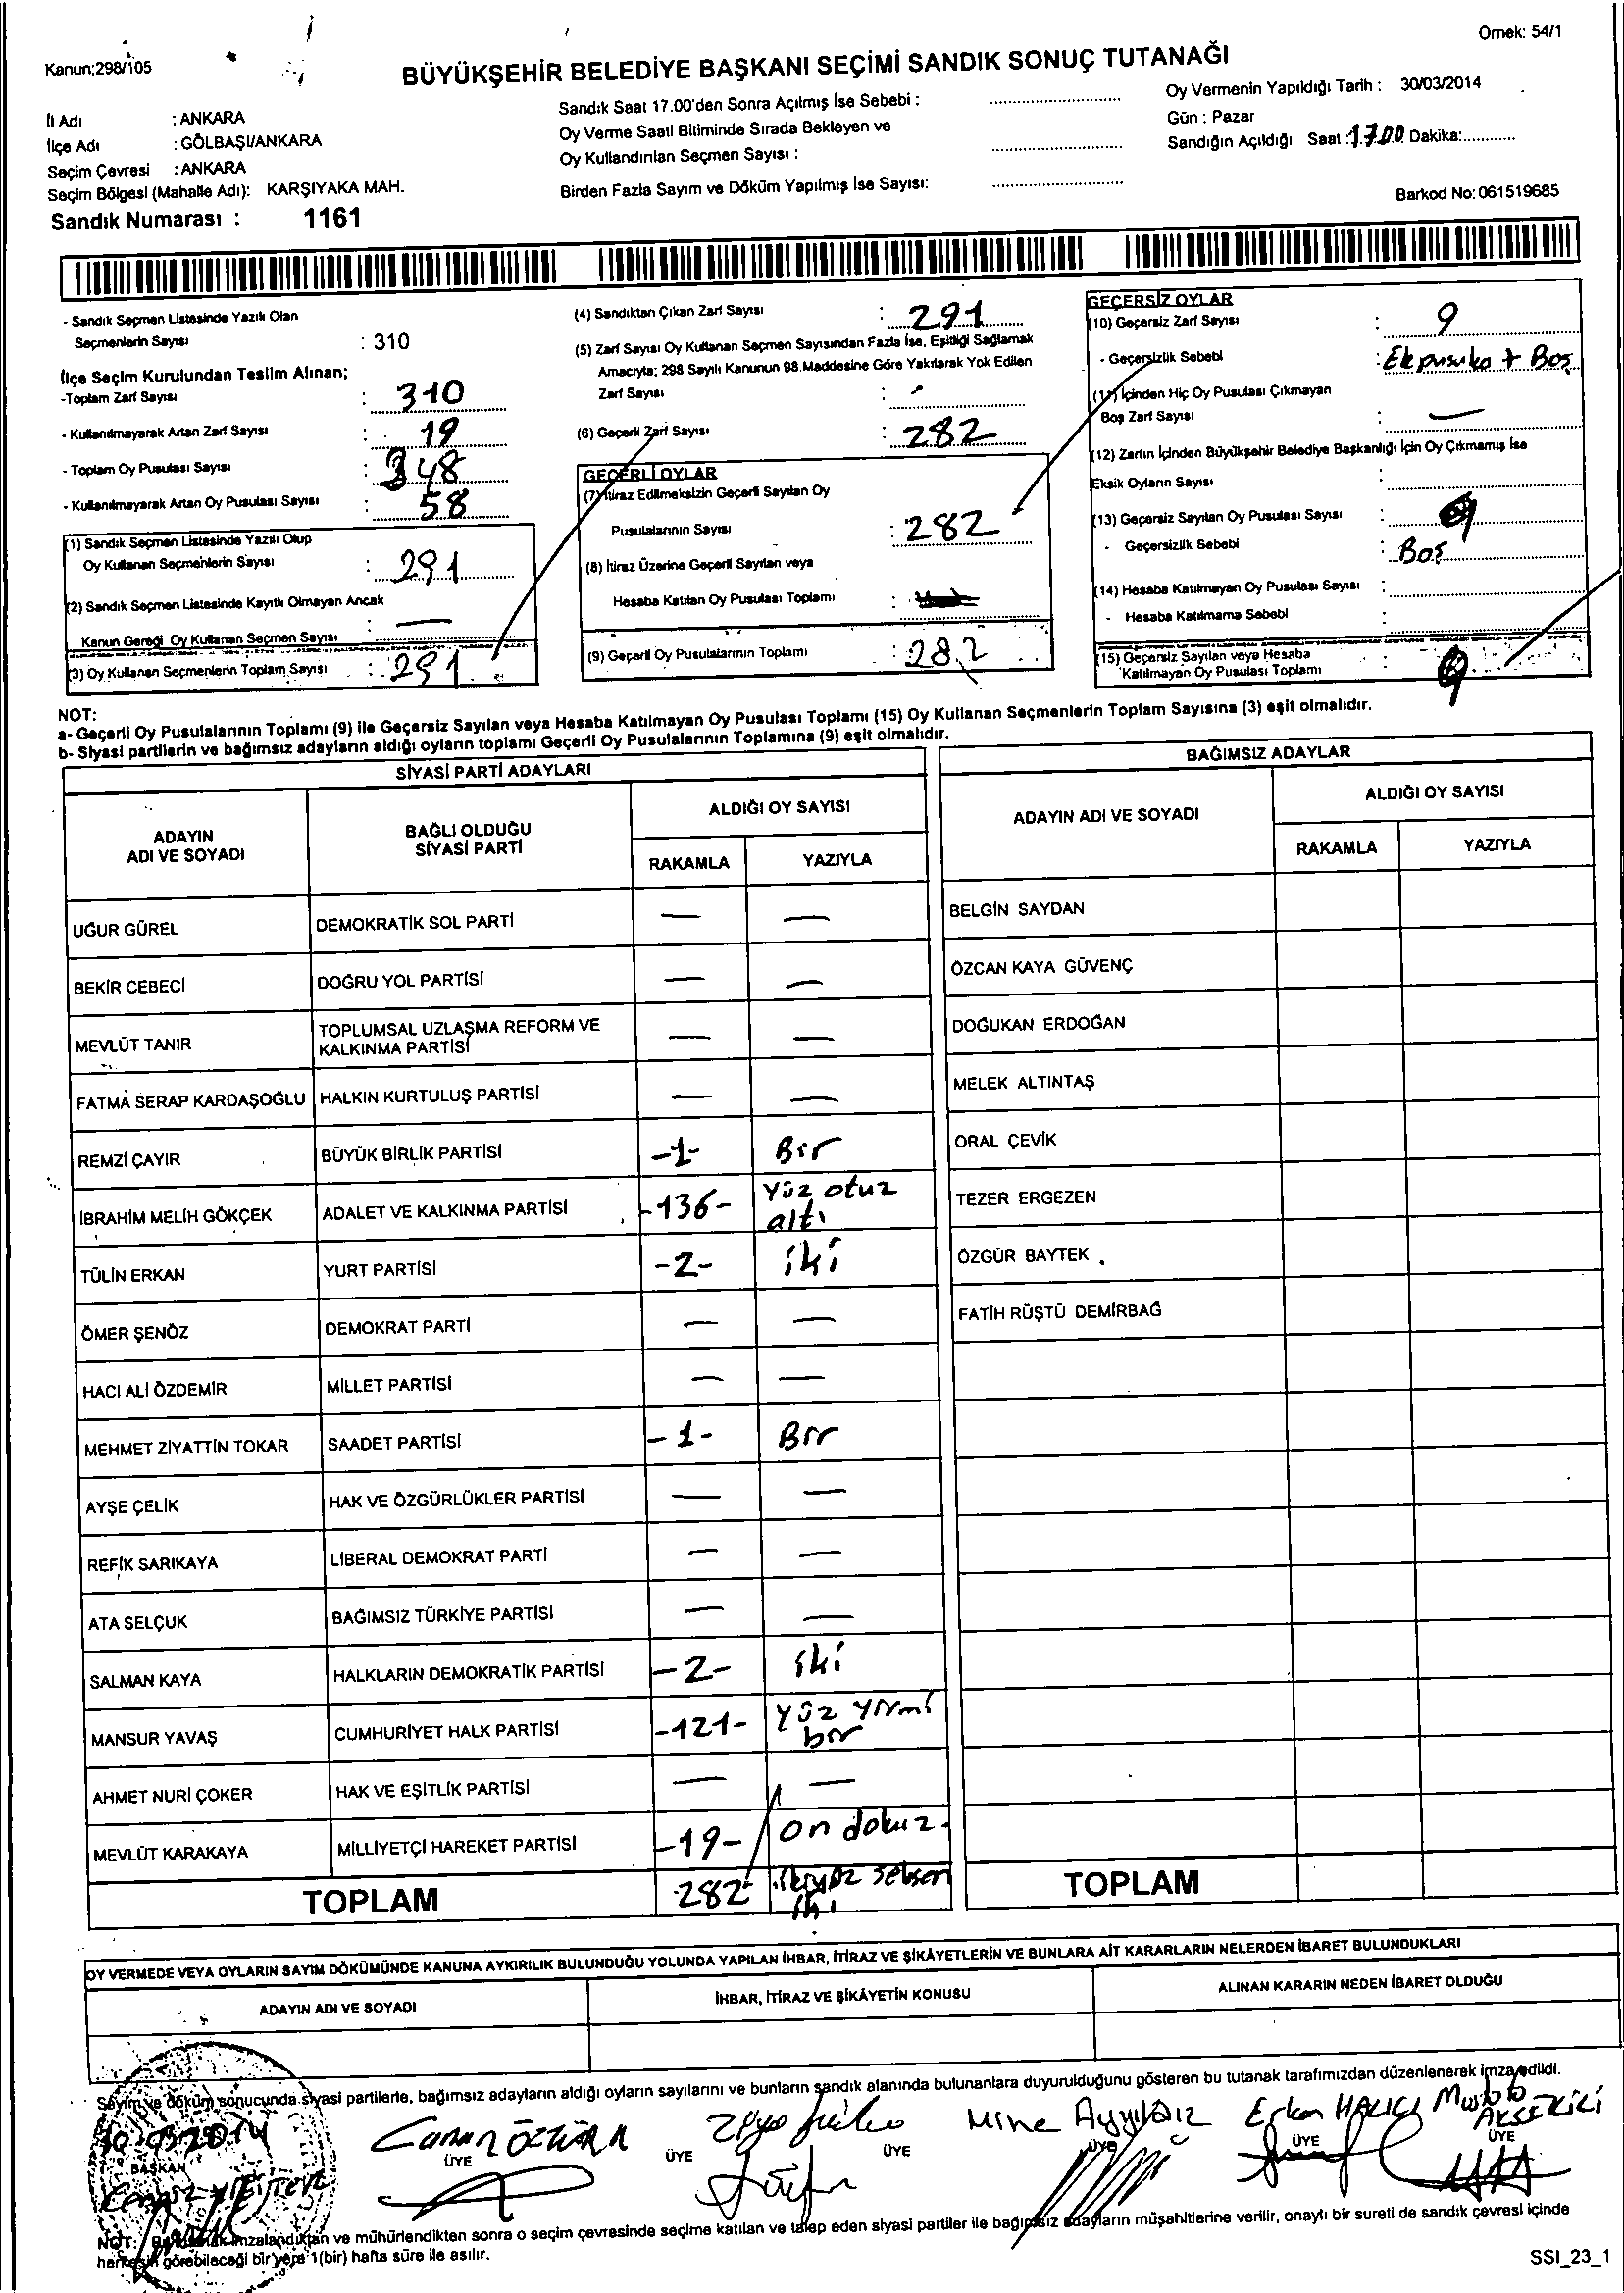 Kanun;298/105
Örnek: 54/1
BÜYÜKŞEHİR BELEDİYE BAŞKANI SEÇİMİ SANDIK SONUÇ TUTANAĞI
İl Adı : ANKARA
İlçe Adı : GÖLBAŞI/ANKARA
Seçim Çevresi : ANKARA
Seçim Bölgesi (Mahalle Adı): KARŞIYAKA MAH.
Sandık Numarası : 1161
Sandık Saat 17.00'den Sonra Açılmış İse Sebebi :
Oy Verme Saati Bitiminde Sırada Bekleyen ve
Oy Kullandırılan Seçmen Sayısı :
Birden Fazla Sayım ve Döküm Yapılmış İse Sayısı:
Oy Vermenin Yapıldığı Tarih : 30/03/2014
Gün : Pazar
Sandığın Açıldığı Saat : 17.00 Dakika:
Barkod No: 061519685
- Sandık Seçmen Listesinde Yazılı Olan
Seçmenlerin Sayısı : 310
İlçe Seçim Kurulundan Teslim Alınan;
-Toplam Zarf Sayısı : 310
- Kullanılmayarak Artan Zarf Sayısı : 19
- Toplam Oy Pusulası Sayısı : 348
- Kullanılmayarak Artan Oy Pusulası Sayısı : 58
(1) Sandık Seçmen Listesinde Yazılı Olup
Oy Kullanan Seçmenlerin Sayısı : 291
(2) Sandık Seçmen Listesinde Kayıtlı Olmayan Ancak
Kanun Gereği Oy Kullanan Seçmen Sayısı : —
(3) Oy Kullanan Seçmenlerin Toplam Sayısı : 291
(4) Sandıktan Çıkan Zarf Sayısı : 291
(5) Zarf Sayısı Oy Kullanan Seçmen Sayısından Fazla İse, Eşitliği Sağlamak
Amacıyla; 298 Sayılı Kanunun 98.Maddesine Göre Yakılarak Yok Edilen
Zarf Sayısı : -
(6) Geçerli Zarf Sayısı : 282
GEÇERLİ OYLAR
(7) İtiraz Edilmeksizin Geçerli Sayılan Oy
Pusulalarının Sayısı : 282
(8) İtiraz Üzerine Geçerli Sayılan veya
Hesaba Katılan Oy Pusulası Toplamı :
(9) Geçerli Oy Pusulalarının Toplamı : 282
GEÇERSİZ OYLAR
(10) Geçersiz Zarf Sayısı : 9
- Geçersizlik Sebebi : + Boş
(11) İçinden Hiç Oy Pusulası Çıkmayan
Boş Zarf Sayısı : —
(12) Zarfın İçinden Büyükşehir Belediye Başkanlığı İçin Oy Çıkmamış İse
Eksik Oyların Sayısı :
(13) Geçersiz Sayılan Oy Pusulası Sayısı : 9
- Geçersizlik Sebebi : Boş
(14) Hesaba Katılmayan Oy Pusulası Sayısı :
- Hesaba Katılmama Sebebi :
(15) Geçersiz Sayılan veya Hesaba
Katılmayan Oy Pusulası Toplamı : 9
NOT:
a- Geçerli Oy Pusulalarının Toplamı (9) ile Geçersiz Sayılan veya Hesaba Katılmayan Oy Pusulası Toplamı (15) Oy Kullanan Seçmenlerin Toplam Sayısına (3) eşit olmalıdır.
b- Siyasi partilerin ve bağımsız adayların aldığı oyların toplamı Geçerli Oy Pusulalarının Toplamına (9) eşit olmalıdır.
SİYASİ PARTİ ADAYLARI
ADAYIN ADI VE SOYADI
BAĞLI OLDUĞU SİYASİ PARTİ
ALDIĞI OY SAYISI
RAKAMLA YAZIYLA
UĞUR GÜREL DEMOKRATİK SOL PARTİ — —
BEKİR CEBECİ DOĞRU YOL PARTİSİ — —
MEVLÜT TANIR TOPLUMSAL UZLAŞMA REFORM VE KALKINMA PARTİSİ — —
FATMA SERAP KARDAŞOĞLU HALKIN KURTULUŞ PARTİSİ — —
REMZİ ÇAYIR BÜYÜK BİRLİK PARTİSİ -1- Bir
İBRAHİM MELİH GÖKÇEK ADALET VE KALKINMA PARTİSİ -136- Yüz otuz altı
TÜLİN ERKAN YURT PARTİSİ -2- iki
ÖMER ŞENÖZ DEMOKRAT PARTİ — —
HACI ALİ ÖZDEMİR MİLLET PARTİSİ — —
MEHMET ZİYATTİN TOKAR SAADET PARTİSİ -1- Bir
AYŞE ÇELİK HAK VE ÖZGÜRLÜKLER PARTİSİ — —
REFİK SARIKAYA LİBERAL DEMOKRAT PARTİ — —
ATA SELÇUK BAĞIMSIZ TÜRKİYE PARTİSİ — —
SALMAN KAYA HALKLARIN DEMOKRATİK PARTİSİ -2- iki
MANSUR YAVAŞ CUMHURİYET HALK PARTİSİ -121- Yüz yirmi bir
AHMET NURİ ÇOKER HAK VE EŞİTLİK PARTİSİ — —
MEVLÜT KARAKAYA MİLLİYETÇİ HAREKET PARTİSİ -19- on dokuz
TOPLAM 282 ikiyüz seksen iki
BAĞIMSIZ ADAYLAR
ADAYIN ADI VE SOYADI
ALDIĞI OY SAYISI
RAKAMLA YAZIYLA
BELGİN SAYDAN
ÖZCAN KAYA GÜVENÇ
DOĞUKAN ERDOĞAN
MELEK ALTINTAŞ
ORAL ÇEVİK
TEZER ERGEZEN
ÖZGÜR BAYTEK
FATİH RÜŞTÜ DEMİRBAĞ
TOPLAM
OY VERMEDE VEYA OYLARIN SAYIM DÖKÜMÜNDE KANUNA AYKIRILIK BULUNDUĞU YOLUNDA YAPILAN İHBAR, İTİRAZ VE ŞİKÂYETLERİN VE BUNLARA AİT KARARLARIN NELERDEN İBARET BULUNDUKLARI
ADAYIN ADI VE SOYADI
İHBAR, İTİRAZ VE ŞİKÂYETİN KONUSU
ALINAN KARARIN NEDEN İBARET OLDUĞU
Sayım ve döküm sonucunda siyasi partilerle, bağımsız adayların aldığı oyların sayılarını ve bunların sandık alanında bulunanlara duyurulduğunu gösteren bu tutanak tarafımızdan düzenlenerek imza edildi.
BAŞKAN
ÖZTÜRK
ÜYE
ÜYE
Mine Ayyıldız
ÜYE
Erkan HALICI
ÜYE
ÜYE
ÜYE
NOT: imzalandıktan ve mühürlendikten sonra o seçim çevresinde seçime katılan ve talep eden siyasi partiler ile bağımsız adayların müşahitlerine verilir, onaylı bir sureti de sandık çevresi içinde
herkesin görebileceği bir yere 1(bir) hafta süre ile asılır.
SSI_23_1